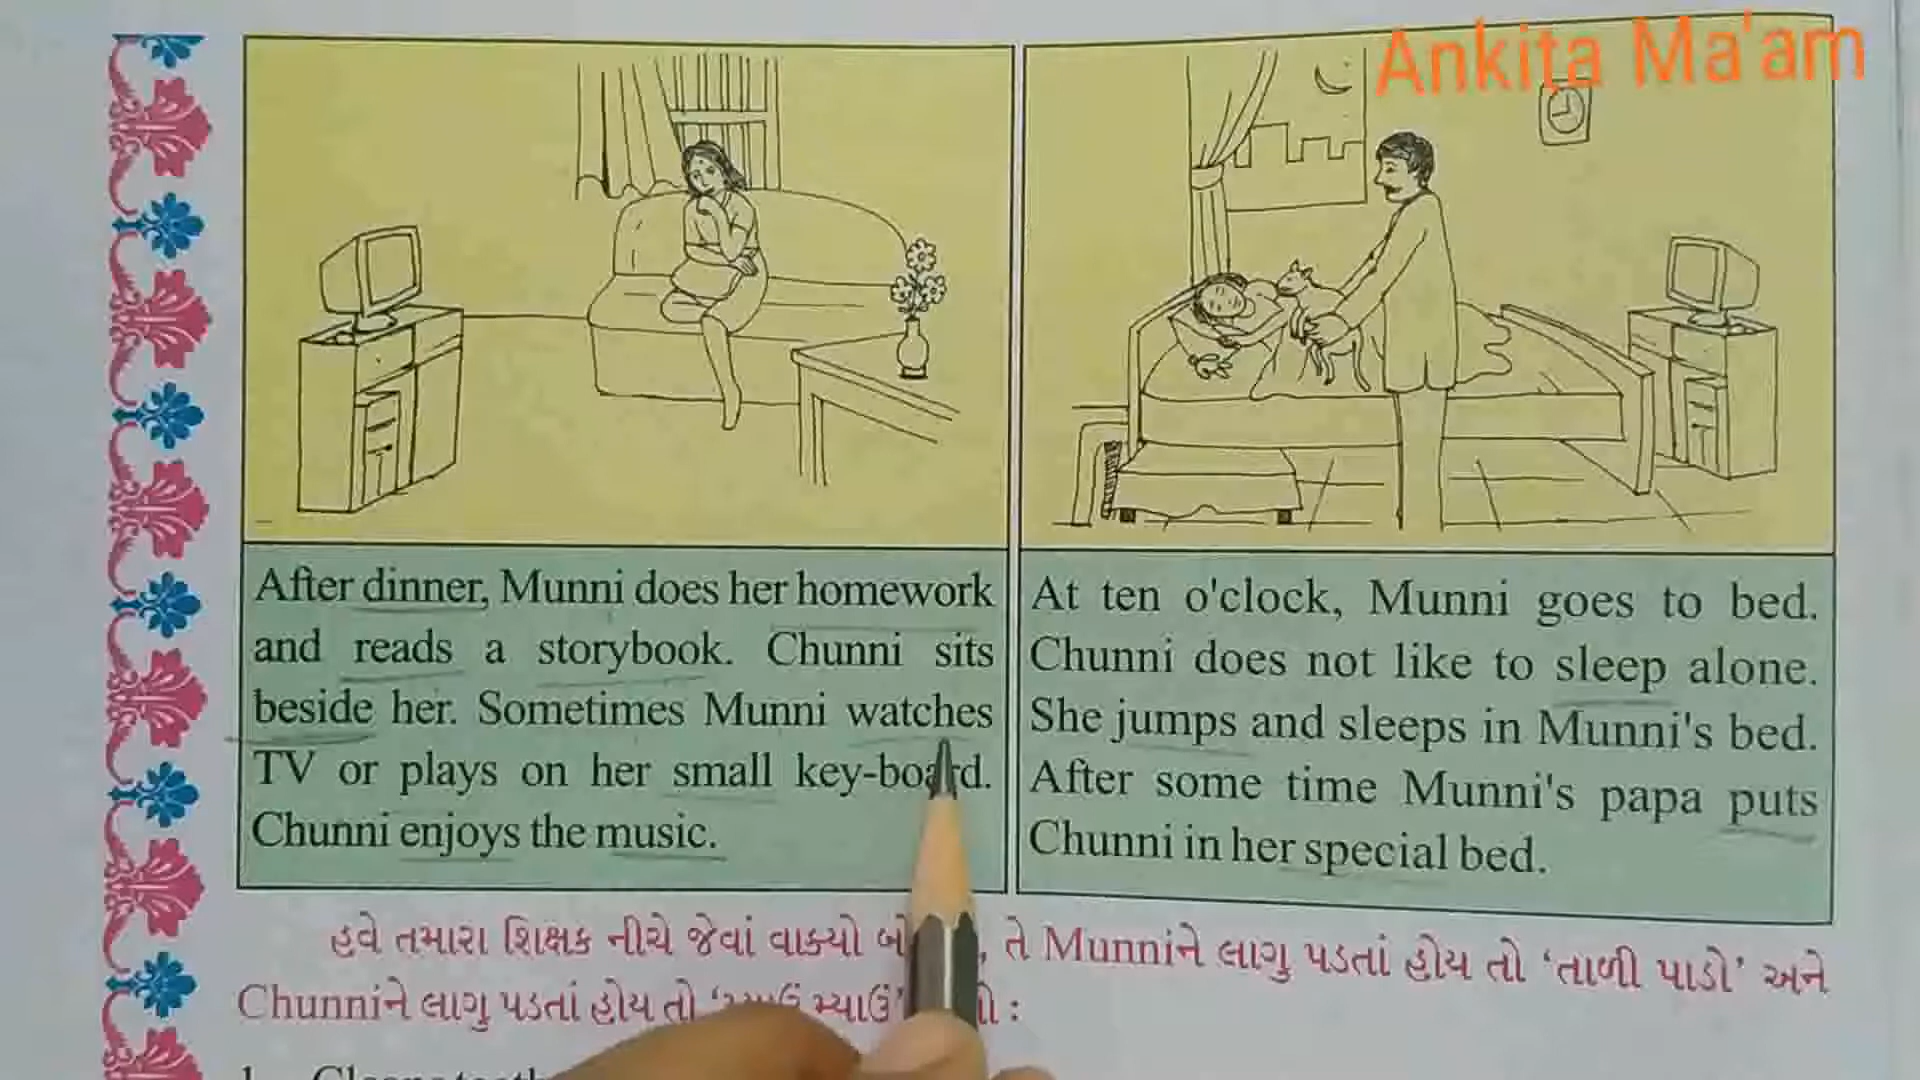 Ankita Ma'am
After dinner, Munni does her homework
and reads a storybook. Chunni sits
beside her. Sometimes Munni watches
TV or plays on her small key-board.
Chunni enjoys the music.
At ten o'clock, Munni goes to bed.
Chunni does not like to sleep alone.
She jumps and sleeps in Munni's bed.
After some time Munni's papa puts
Chunni in her special bed.
હવે તમારા શિક્ષક નીચે જેવાં વાક્યો , તે Munniને લાગુ પડતાં હોય તો ‘તાળી પાડો’ અને
Chunniને લાગુ પડતાં હોય તો મ્યાઉં’ :
1.